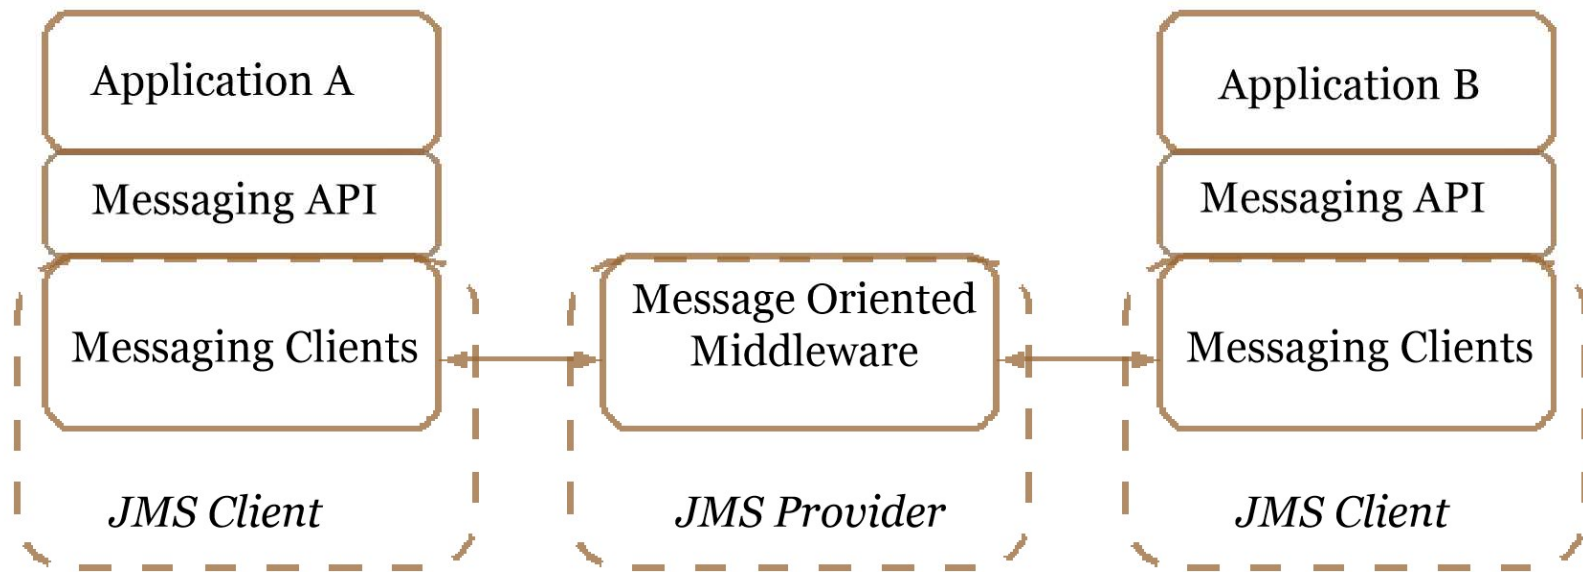 Application A
Messaging API
Messaging Clients
JMS Client
Message Oriented
Middleware
JMS Provider
Application B
Messaging API
Messaging Clients
JMS Client